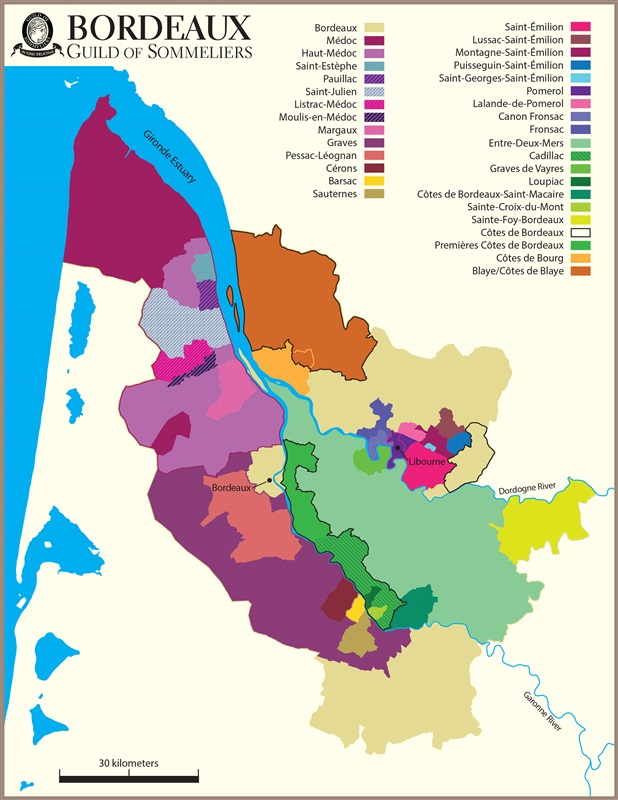 BORDEAUX
GUILD OF SOMMELIERS
Bordeaux
Médoc
Haut-Médoc
Saint-Estèphe
Pauillac
Saint-Julien
Listrac-Médoc
Moulis-en-Médoc
Margaux
Graves
Pessac-Léognan
Cérons
Barsac
Sauternes
Saint-Émilion
Lussac-Saint-Émilion
Montagne-Saint-Émilion
Puisseguin-Saint-Émilion
Saint-Georges-Saint-Émilion
Pomerol
Lalande-de-Pomerol
Canon Fronsac
Fronsac
Entre-Deux-Mers
Cadillac
Graves de Vayres
Loupiac
Côtes de Bordeaux-Saint-Macaire
Sainte-Croix-du-Mont
Sainte-Foy-Bordeaux
Côtes de Bordeaux
Premières Côtes de Bordeaux
Côtes de Bourg
Blaye/Côtes de Blaye
Gironde Estuary
Libourne
Bordeaux
Dordogne River
Garonne River
30 kilometers